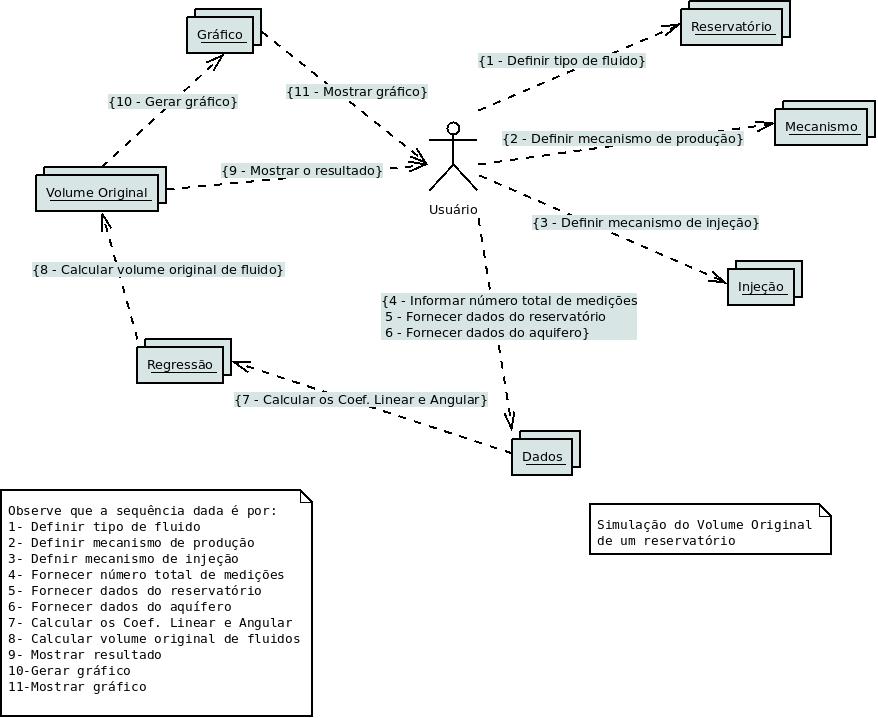 Gráfico
Reservatório
{1 - Definir tipo de fluido}
{11 - Mostrar gráfico}
{10 - Gerar gráfico}
Mecanismo
{2 - Definir mecanismo de produção}
{9 - Mostrar o resultado}
Volume Original
Usuário
{3 - Definir mecanismo de injeção}
{8 - Calcular volume original de fluido}
Injeção
{4 - Informar número total de medições
5 - Fornecer dados do reservatório
6 - Fornecer dados do aquifero}
Regressão
{7 - Calcular os Coef. Linear e Angular}
Dados
Observe que a sequência dada é por:
1- Definir tipo de fluido
2- Definir mecanismo de produção
3- Defnir mecanismo de injeção
4- Fornecer número total de medições
5- Fornecer dados do reservatório
6- Fornecer dados do aquífero
7- Calcular os Coef. Linear e Angular
8- Calcular volume original de fluidos
9- Mostrar resultado
10-Gerar gráfico
11-Mostrar gráfico
Simulação do Volume Original
de um reservatório